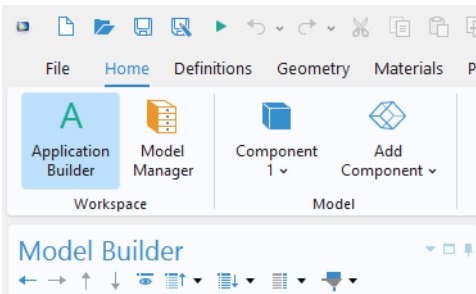 File Home Definitions Geometry Materials P
A
Application Builder
Model Manager
Component 1
Add Component
Workspace
Model
Model Builder